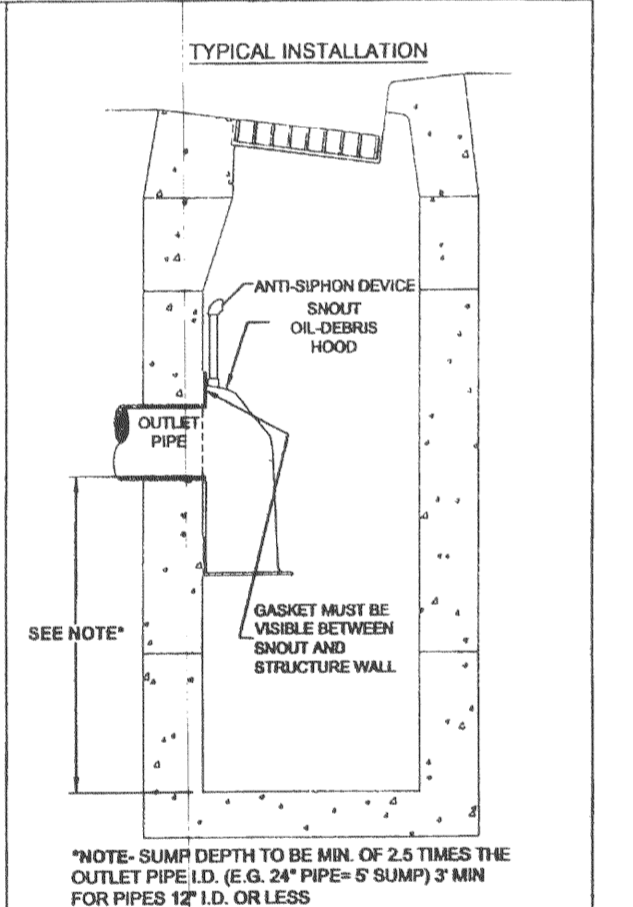 TYPICAL INSTALLATION
ANTI-SIPHON DEVICE
SNOUT
OIL-DEBRIS
HOOD
OUTLET
PIPE
GASKET MUST BE
VISIBLE BETWEEN
SNOUT AND
STRUCTURE WALL
SEE NOTE*
*NOTE- SUMP DEPTH TO BE MIN. OF 2.5 TIMES THE
OUTLET PIPE I.D. (E.G. 24" PIPE= 5' SUMP) 3' MIN
FOR PIPES 12" I.D. OR LESS